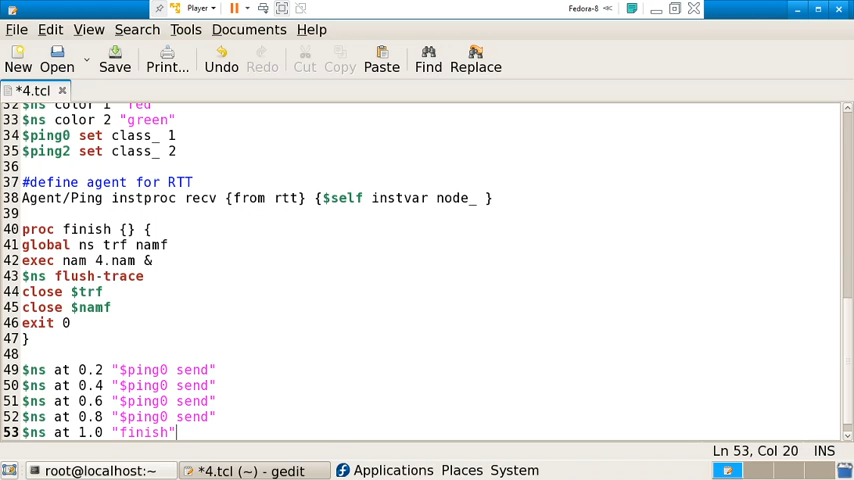 Player
Fedora-8
File Edit View Search Tools Documents Help
New Open Save Print... Undo Redo Cut Copy Paste Find Replace
*4.tcl
32 $ns color 1 "red"
33 $ns color 2 "green"
34 $ping0 set class_ 1
35 $ping2 set class_ 2
36
37 #define agent for RTT
38 Agent/Ping instproc recv {from rtt} {$self instvar node_ }
39
40 proc finish {} {
41 global ns trf namf
42 exec nam 4.nam &
43 $ns flush-trace
44 close $trf
45 close $namf
46 exit 0
47 }
48
49 $ns at 0.2 "$ping0 send"
50 $ns at 0.4 "$ping0 send"
51 $ns at 0.6 "$ping0 send"
52 $ns at 0.8 "$ping0 send"
53 $ns at 1.0 "finish"
Ln 53, Col 20 INS
root@localhost:~ *4.tcl (~) - gedit Applications Places System